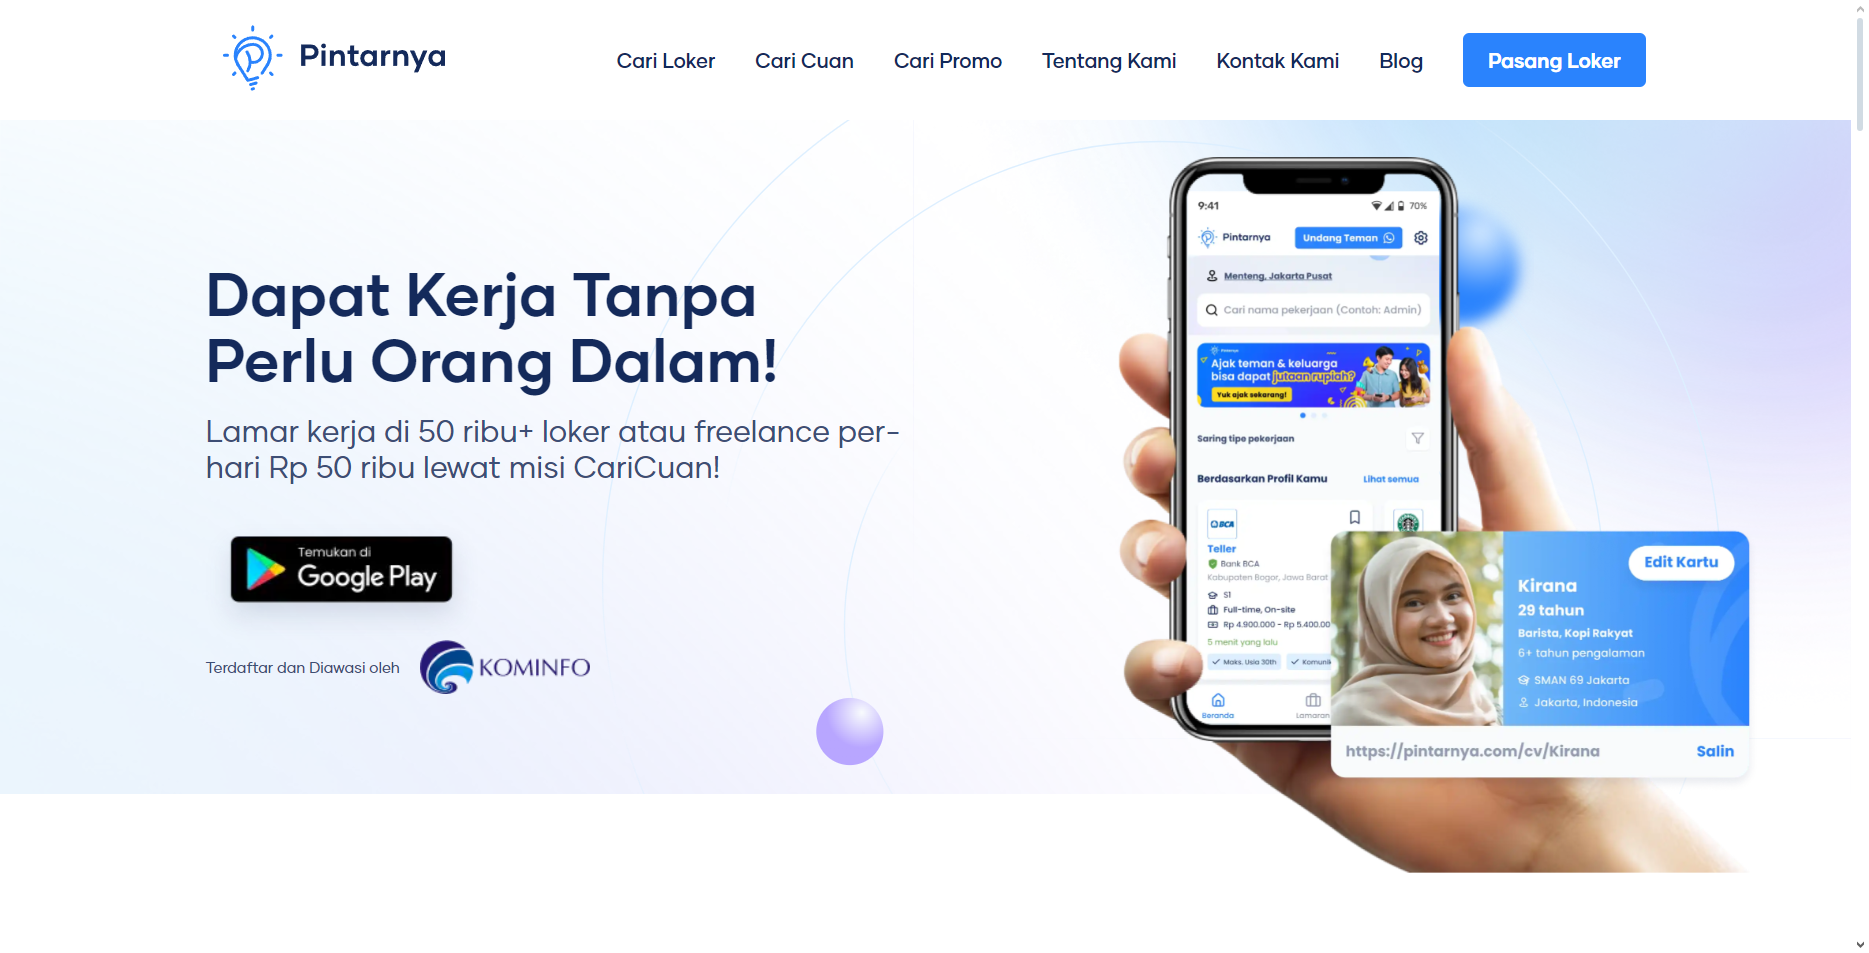 Pintarnya
Cari Loker
Cari Cuan
Cari Promo
Tentang Kami
Kontak Kami
Blog
Pasang Loker
Dapat Kerja Tanpa
Perlu Orang Dalam!
Lamar kerja di 50 ribu+ loker atau freelance per-
hari Rp 50 ribu lewat misi CariCuan!
Temukan di
Google Play
Terdaftar dan Diawasi oleh
KOMINFO
9:41
70%
Pintarnya
Undang Teman
Menteng, Jakarta Pusat
Cari nama pekerjaan (Contoh: Admin)
Pintarnya
Ajak teman & keluarga
bisa dapat jutaan rupiah?
Yuk ajak sekarang!
Saring tipe pekerjaan
Berdasarkan Profil Kamu
Lihat semua
BCA
Teller
Bank BCA
Kabupaten Bogor, Jawa Barat
S1
Full-time, On-site
Rp 4.900.000 - Rp 5.400.00
5 menit yang lalu
Maks. Usia 30th
Komunik
Beranda
Lamaran
Edit Kartu
Kirana
29 tahun
Barista, Kopi Rakyat
6+ tahun pengalaman
SMAN 69 Jakarta
Jakarta, Indonesia
https://pintarnya.com/cv/Kirana
Salin